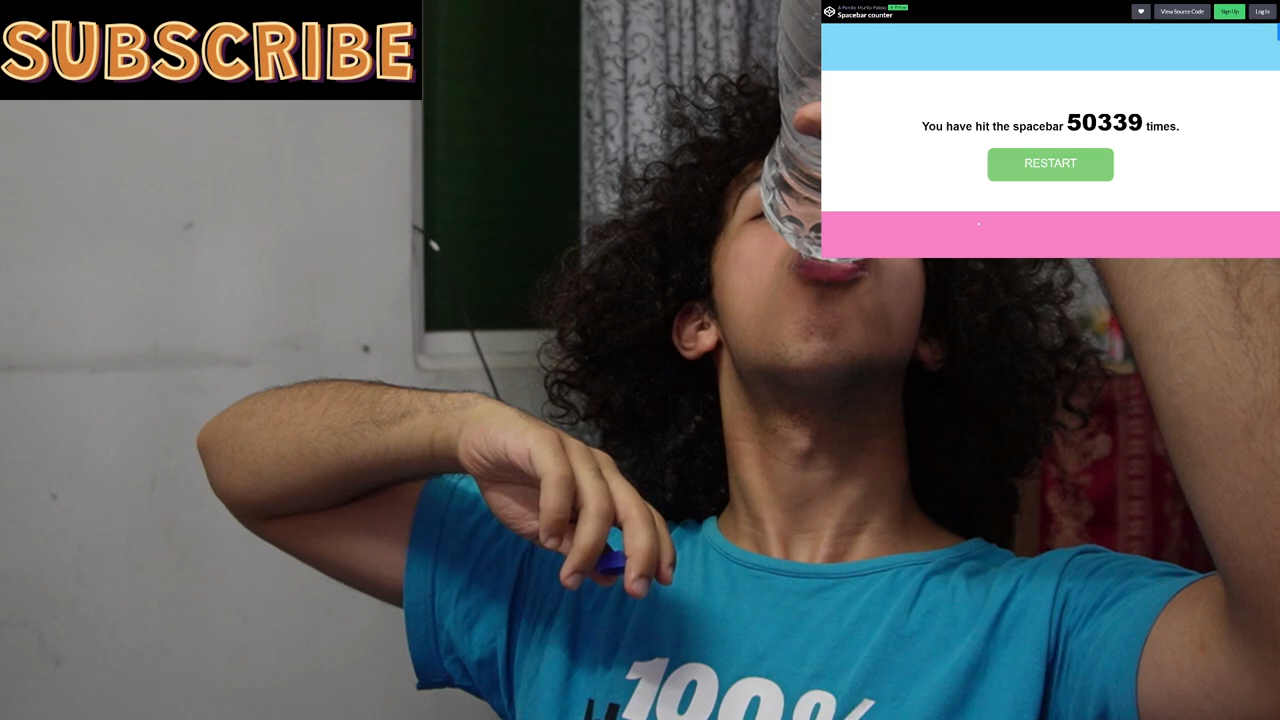 SUBSCRIBE
Spacebar counter
View Source Code
Sign Up
Log In
You have hit the spacebar 50339 times.
RESTART
100%